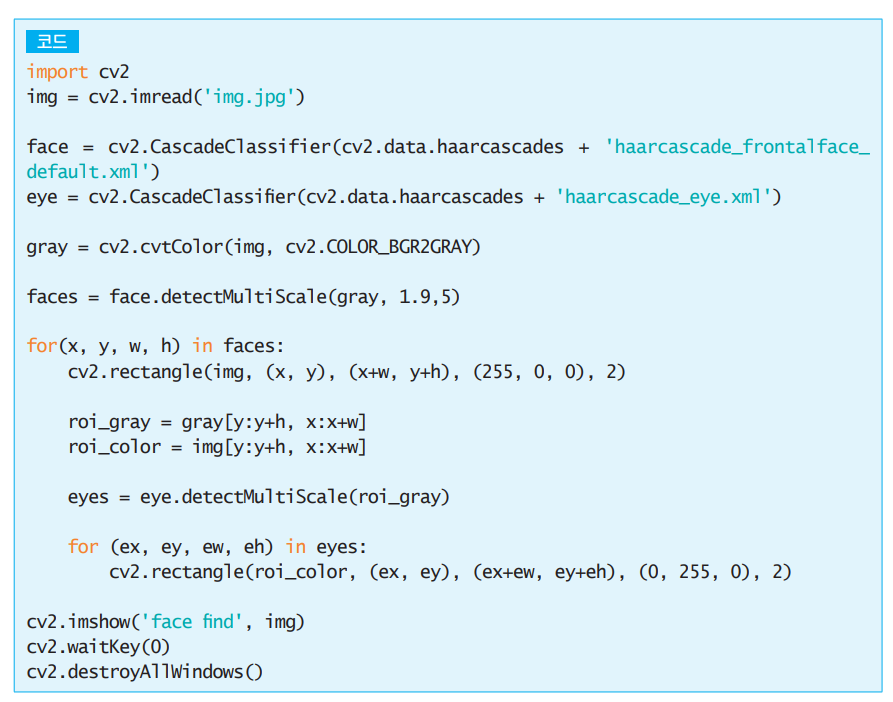 코드
import cv2
img = cv2.imread('img.jpg')
face = cv2.CascadeClassifier(cv2.data.haarcascades + 'haarcascade_frontalface_
default.xml')
eye = cv2.CascadeClassifier(cv2.data.haarcascades + 'haarcascade_eye.xml')
gray = cv2.cvtColor(img, cv2.COLOR_BGR2GRAY)
faces = face.detectMultiScale(gray, 1.9,5)
for(x, y, w, h) in faces:
    cv2.rectangle(img, (x, y), (x+w, y+h), (255, 0, 0), 2)
    roi_gray = gray[y:y+h, x:x+w]
    roi_color = img[y:y+h, x:x+w]
    eyes = eye.detectMultiScale(roi_gray)
    for (ex, ey, ew, eh) in eyes:
        cv2.rectangle(roi_color, (ex, ey), (ex+ew, ey+eh), (0, 255, 0), 2)
cv2.imshow('face find', img)
cv2.waitKey(0)
cv2.destroyAllWindows()